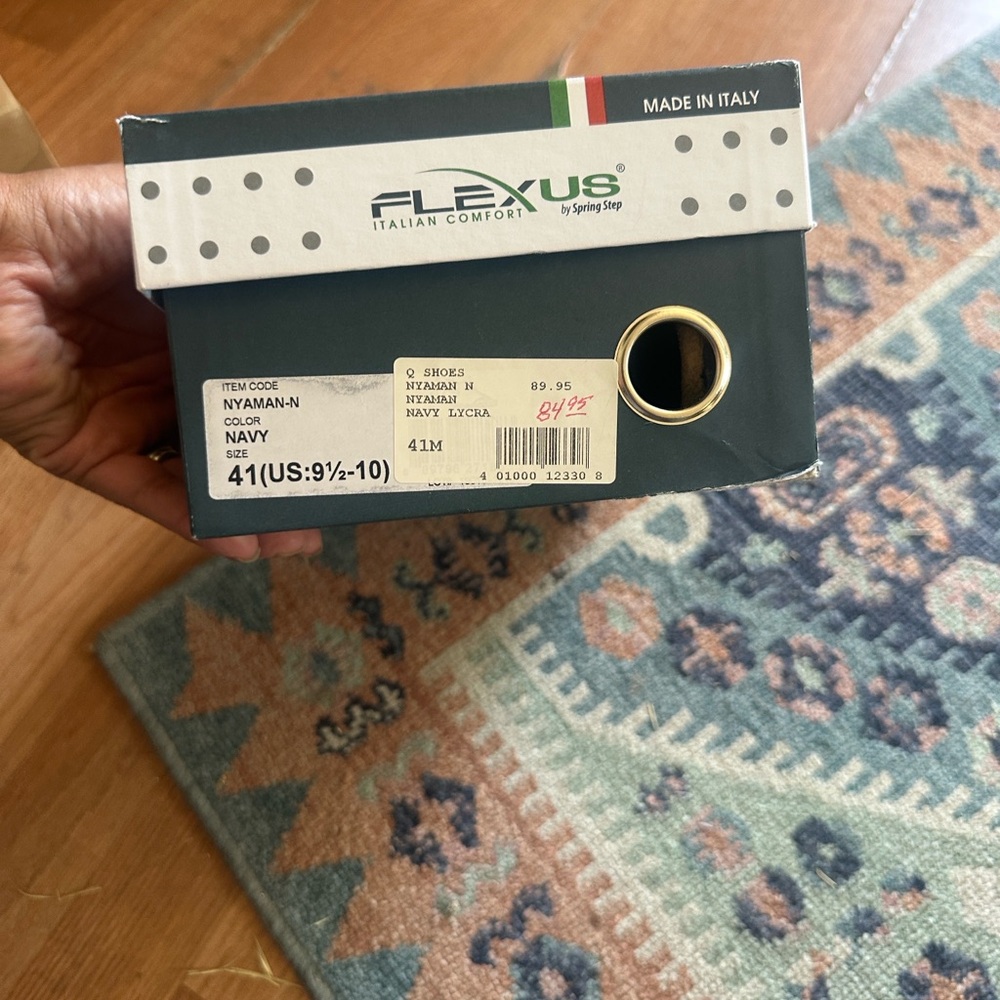 MADE IN ITALY
FLEXUS®
ITALIAN COMFORT by Spring Step
ITEM CODE
NYAMAN-N
COLOR
NAVY
SIZE
41(US:9½-10)
Q SHOES
NYAMAN N 89.95
NYAMAN 84.95
NAVY LYCRA
41M
4 01000 12330 8